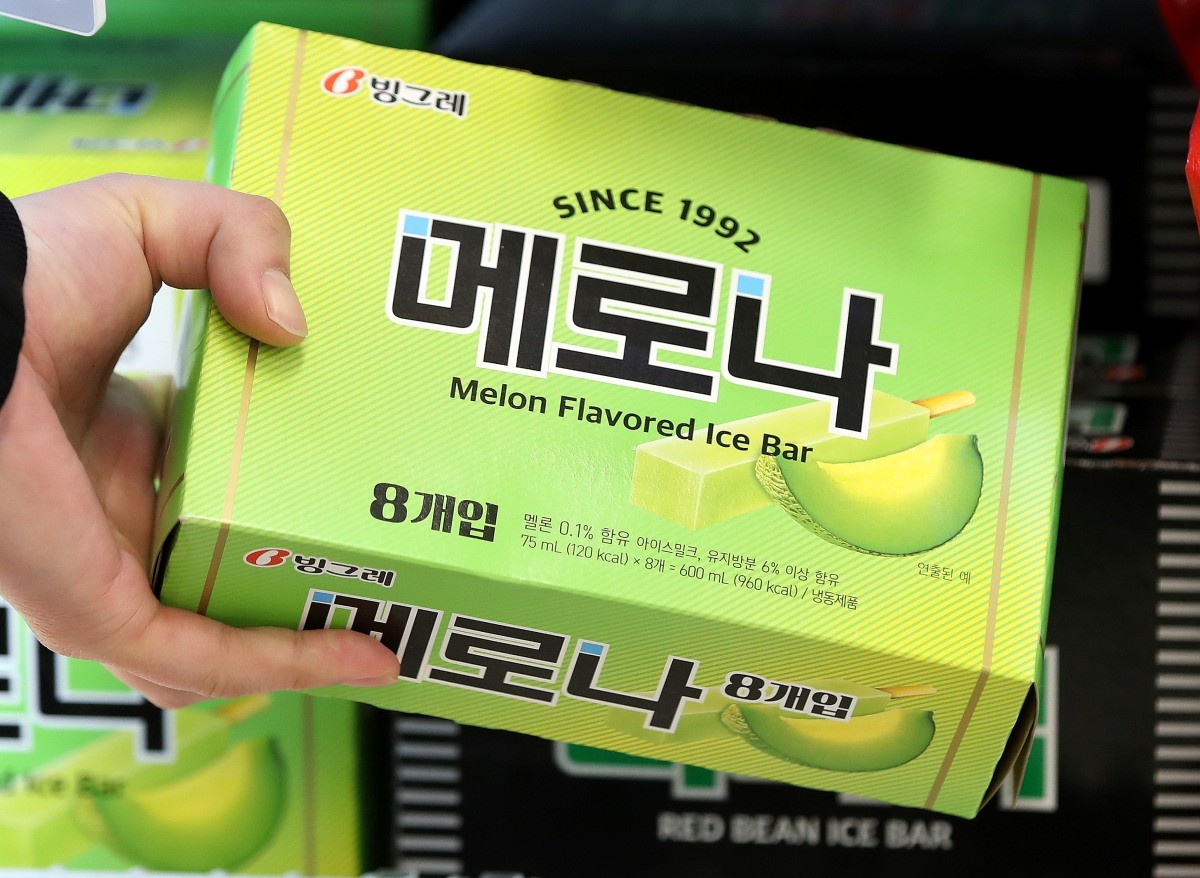 빙그레
SINCE 1992
메로나
Melon Flavored Ice Bar
8개입
멜론 0.1% 함유 아이스밀크, 유지방분 6% 이상 함유
75 mL (120 kcal) × 8개 = 600 mL (960 kcal) / 냉동제품
연출된 예
빙그레
메로나
8개입
Ice Bar
RED BEAN ICE BAR